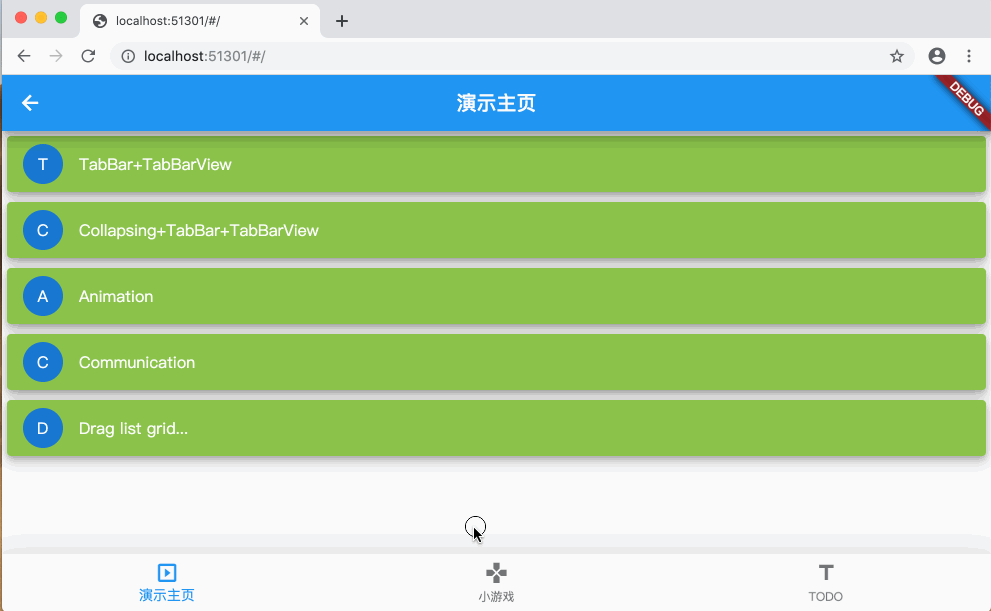 localhost:51301/#/
localhost:51301/#/
演示主页
DEBUG
T TabBar+TabBarView
C Collapsing+TabBar+TabBarView
A Animation
C Communication
D Drag list grid...
演示主页 小游戏 TODO